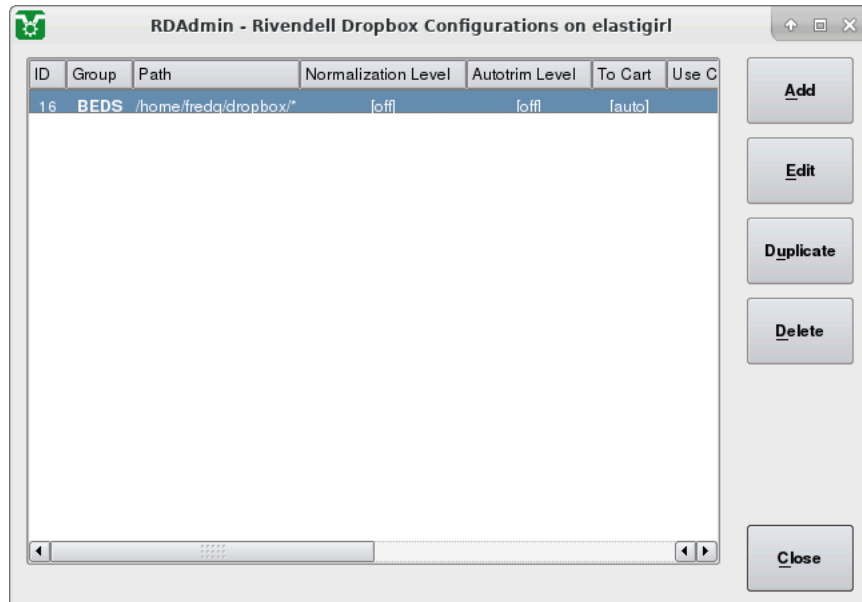 RDAdmin - Rivendell Dropbox Configurations on elastigirl
ID Group Path Normalization Level Autotrim Level To Cart Use C
16 BEDS /home/fredg/dropbox/* [off] [off] [auto]
Add
Edit
Duplicate
Delete
Close